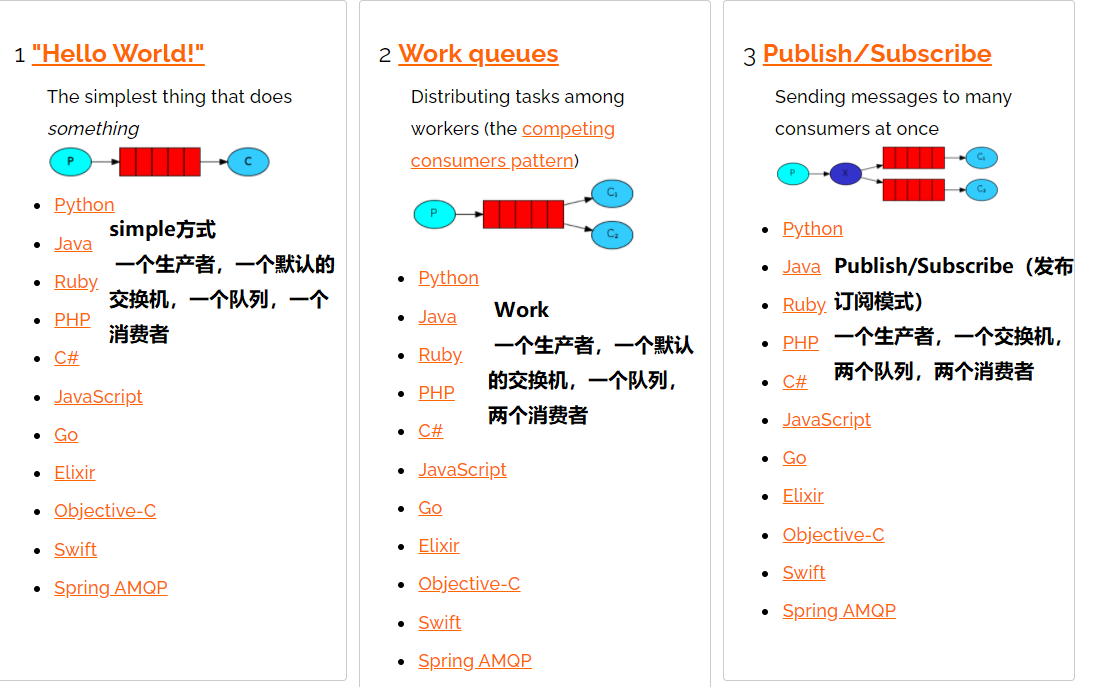 1 "Hello World!"
The simplest thing that does
something
P C
Python
Java
Ruby
PHP
C#
JavaScript
Go
Elixir
Objective-C
Swift
Spring AMQP
simple方式
一个生产者，一个默认的
交换机，一个队列，一个
消费者
2 Work queues
Distributing tasks among
workers (the competing
consumers pattern)
C₁
P
C₂
Python
Java
Ruby
PHP
C#
JavaScript
Go
Elixir
Objective-C
Swift
Spring AMQP
Work
一个生产者，一个默认
的交换机，一个队列，
两个消费者
3 Publish/Subscribe
Sending messages to many
consumers at once
C₁
P X
C₂
Python
Java
Ruby
PHP
C#
JavaScript
Go
Elixir
Objective-C
Swift
Spring AMQP
Publish/Subscribe（发布
订阅模式）
一个生产者，一个交换机，
两个队列，两个消费者